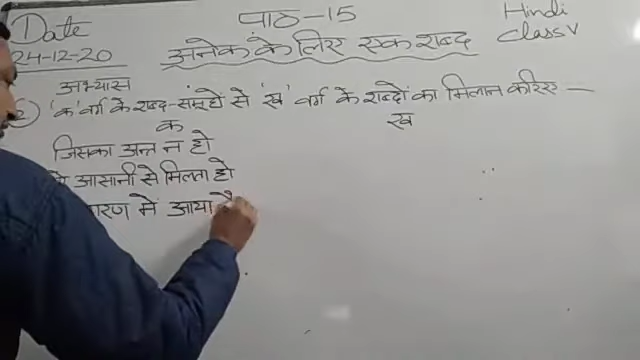 Date
24-12-20
पाठ-15
Hindi
Class V
अनेक के लिए एक शब्द
अभ्यास
'क' वर्ग के शब्द-समूहों से 'ख' वर्ग के शब्दों का मिलान करिए —
क
ख
जिसका अन्त न हो
आसानी से मिलता हो
में आया